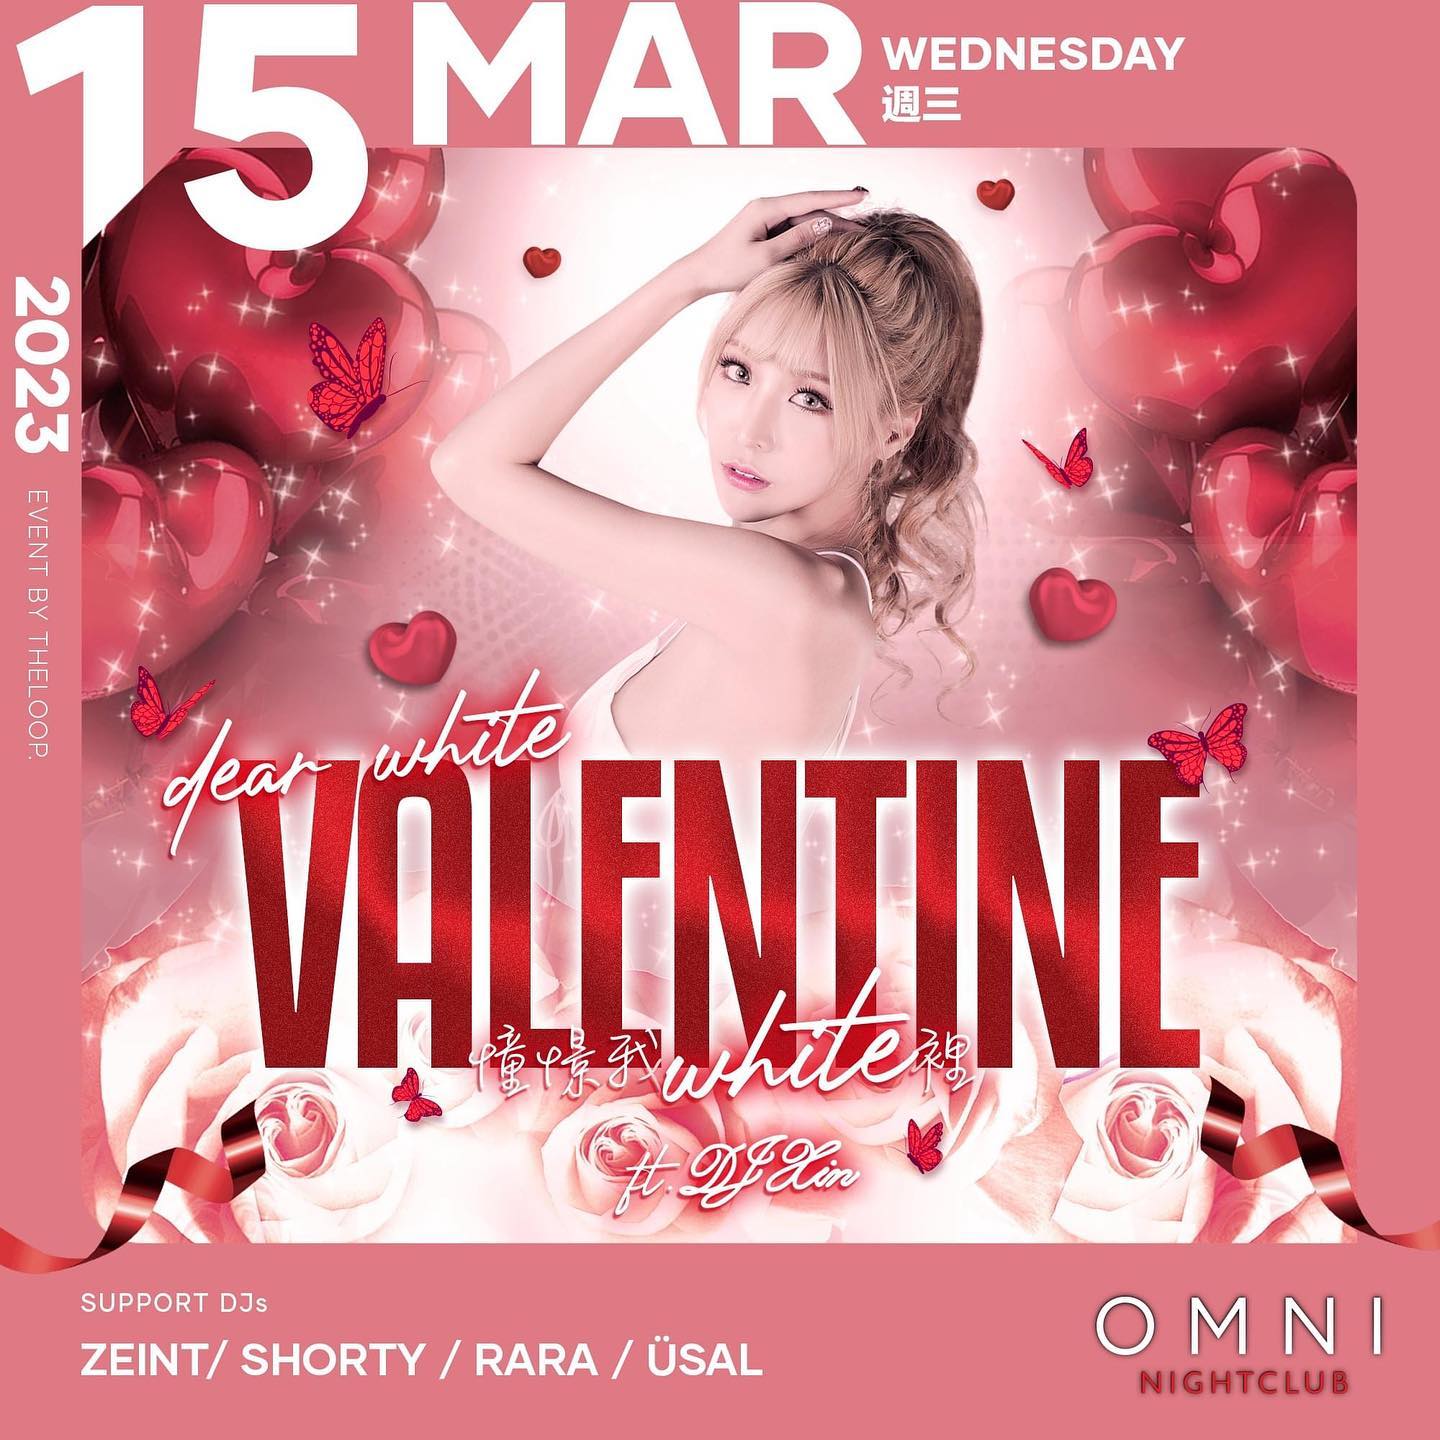 15 MAR
WEDNESDAY
週三
2023
EVENT BY THELOOP.
dear white
VALENTINE
憧憬我white裡
ft. DJ Xin
SUPPORT DJs
ZEINT/ SHORTY / RARA / ÜSAL
OMNI
NIGHTCLUB